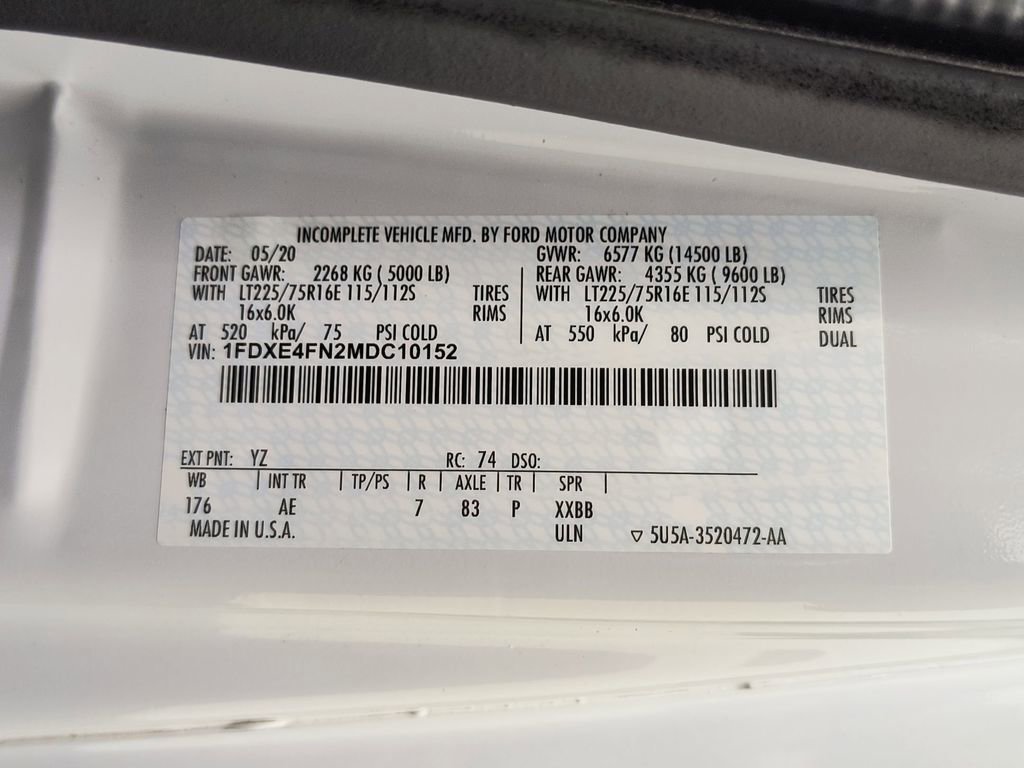 INCOMPLETE VEHICLE MFD. BY FORD MOTOR COMPANY
DATE: 05/20 GVWR: 6577 KG (14500 LB)
FRONT GAWR: 2268 KG ( 5000 LB) REAR GAWR: 4355 KG ( 9600 LB)
WITH LT225/75R16E 115/112S TIRES WITH LT225/75R16E 115/112S TIRES
16x6.0K RIMS 16x6.0K RIMS
AT 520 kPa/ 75 PSI COLD AT 550 kPa/ 80 PSI COLD DUAL
VIN: 1FDXE4FN2MDC10152
EXT PNT: YZ RC: 74 DSO:
WB | INT TR | TP/PS | R | AXLE | TR | SPR |
176 AE 7 83 P XXBB
MADE IN U.S.A. ULN ▽ 5U5A-3520472-AA